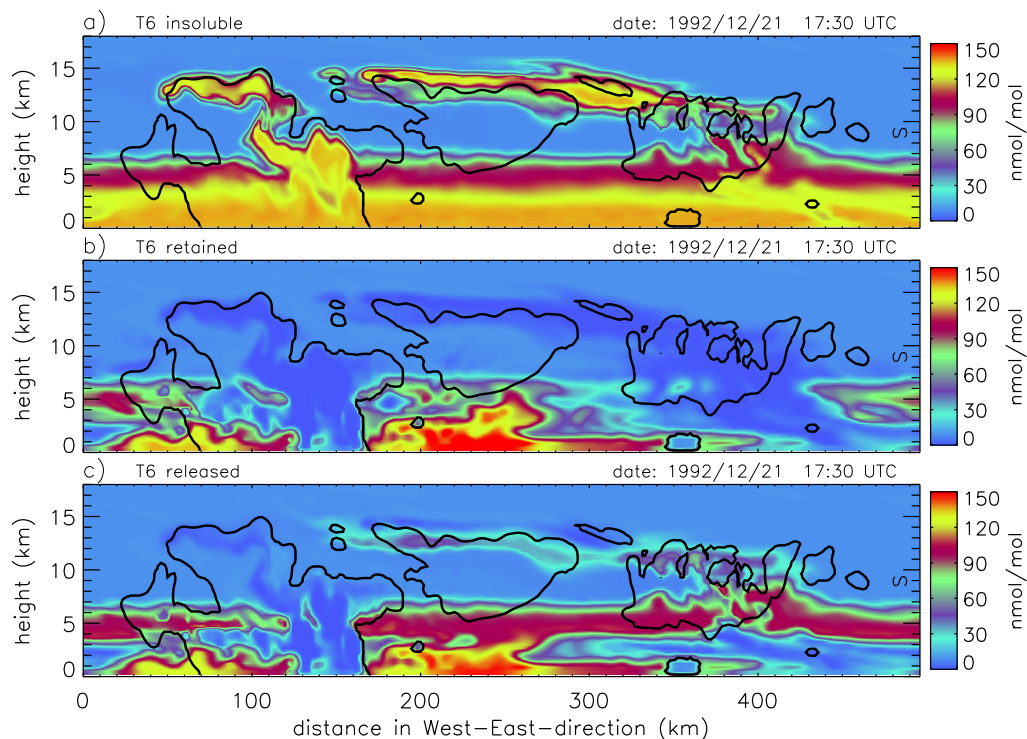 a) T6 insoluble date: 1992/12/21 17:30 UTC
15
10
5
0
height (km)
S
150
120
90
60
30
0
nmol/mol
b) T6 retained date: 1992/12/21 17:30 UTC
15
10
5
0
height (km)
S
150
120
90
60
30
0
nmol/mol
c) T6 released date: 1992/12/21 17:30 UTC
15
10
5
0
height (km)
S
150
120
90
60
30
0
nmol/mol
0 100 200 300 400
distance in West-East-direction (km)